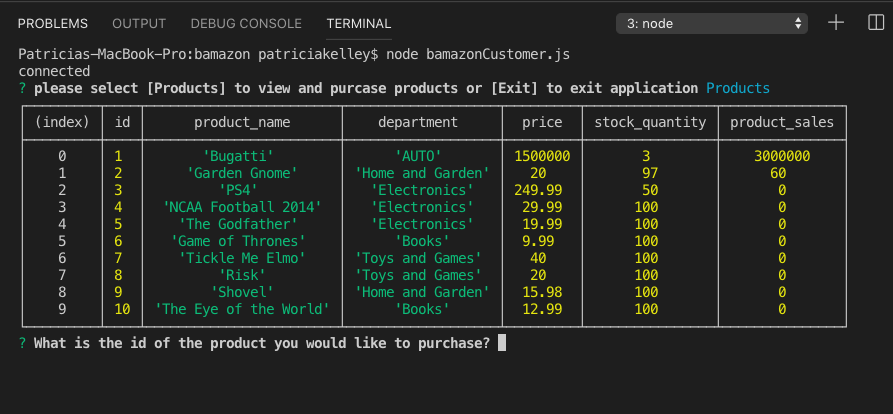 PROBLEMS OUTPUT DEBUG CONSOLE TERMINAL 3: node
Patricias-MacBook-Pro:bamazon patriciakelley$ node bamazonCustomer.js
connected
? please select [Products] to view and purcase products or [Exit] to exit application Products
(index) id product_name department price stock_quantity product_sales
0 1 'Bugatti' 'AUTO' 1500000 3 3000000
1 2 'Garden Gnome' 'Home and Garden' 20 97 60
2 3 'PS4' 'Electronics' 249.99 50 0
3 4 'NCAA Football 2014' 'Electronics' 29.99 100 0
4 5 'The Godfather' 'Electronics' 19.99 100 0
5 6 'Game of Thrones' 'Books' 9.99 100 0
6 7 'Tickle Me Elmo' 'Toys and Games' 40 100 0
7 8 'Risk' 'Toys and Games' 20 100 0
8 9 'Shovel' 'Home and Garden' 15.98 100 0
9 10 'The Eye of the World' 'Books' 12.99 100 0
? What is the id of the product you would like to purchase?